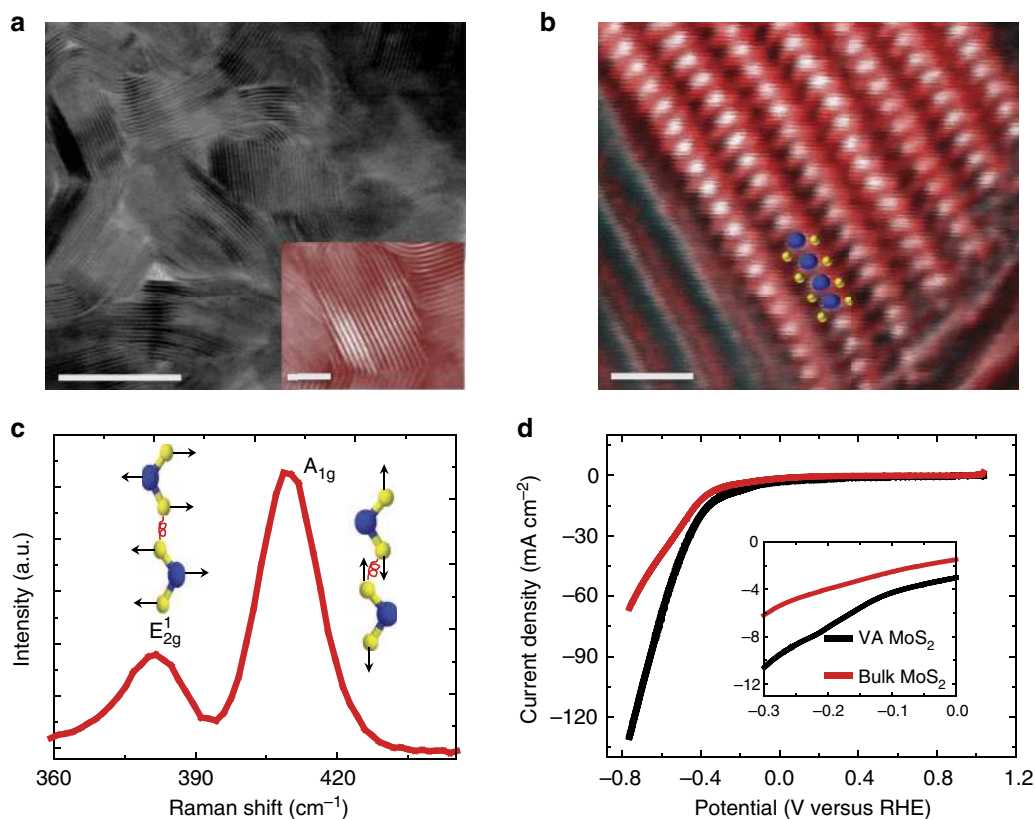 a
b
c
A1g
E¹2g
Intensity (a.u.)
360
390
420
Raman shift (cm⁻¹)
d
0
−30
−60
−90
−120
Current density (mA cm⁻²)
0
−4
−8
−12
VA MoS₂
Bulk MoS₂
−0.3
−0.2
−0.1
0.0
−0.8
−0.4
0.0
0.4
0.8
1.2
Potential (V versus RHE)